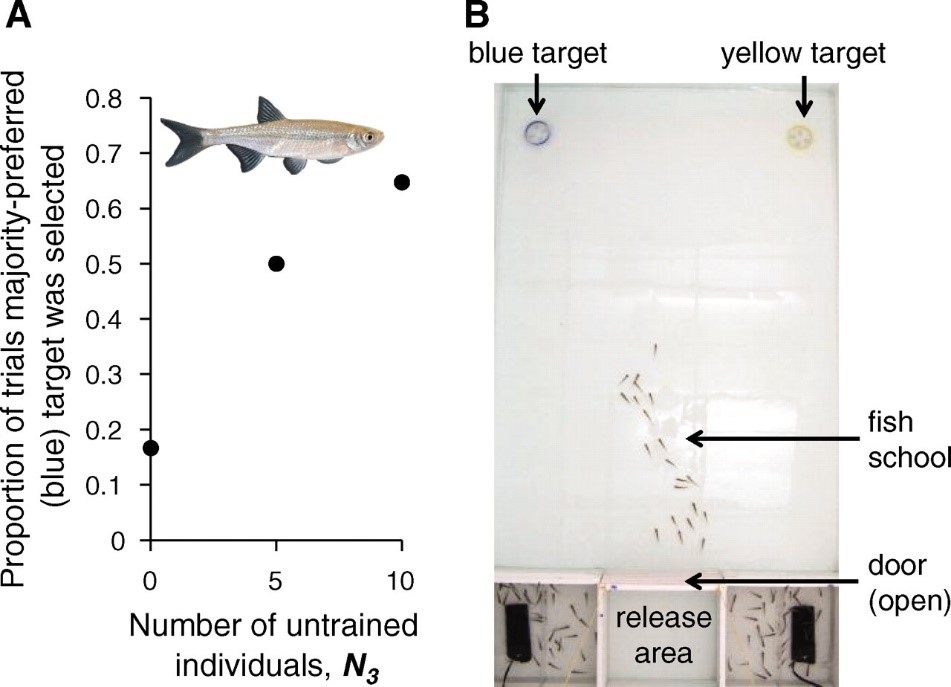 A
Proportion of trials majority-preferred
(blue) target was selected
0.8
0.7
0.6
0.5
0.4
0.3
0.2
0.1
0
0 5 10
Number of untrained
individuals, N3
B
blue target yellow target
fish
school
door
(open)
release
area